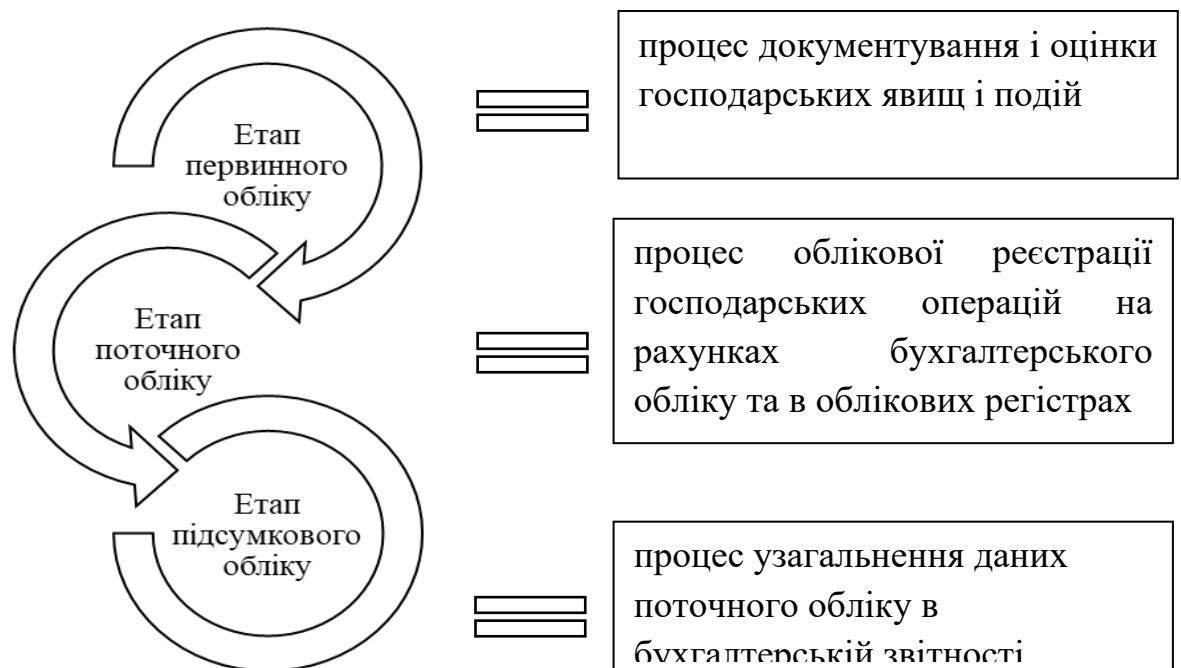 Етап
первинного
обліку
процес документування і оцінки
господарських явищ і подій
Етап
поточного
обліку
процес облікової реєстрації
господарських операцій на
рахунках бухгалтерського
обліку та в облікових регістрах
Етап
підсумкового
обліку
процес узагальнення даних
поточного обліку в
бухгалтерській звітності